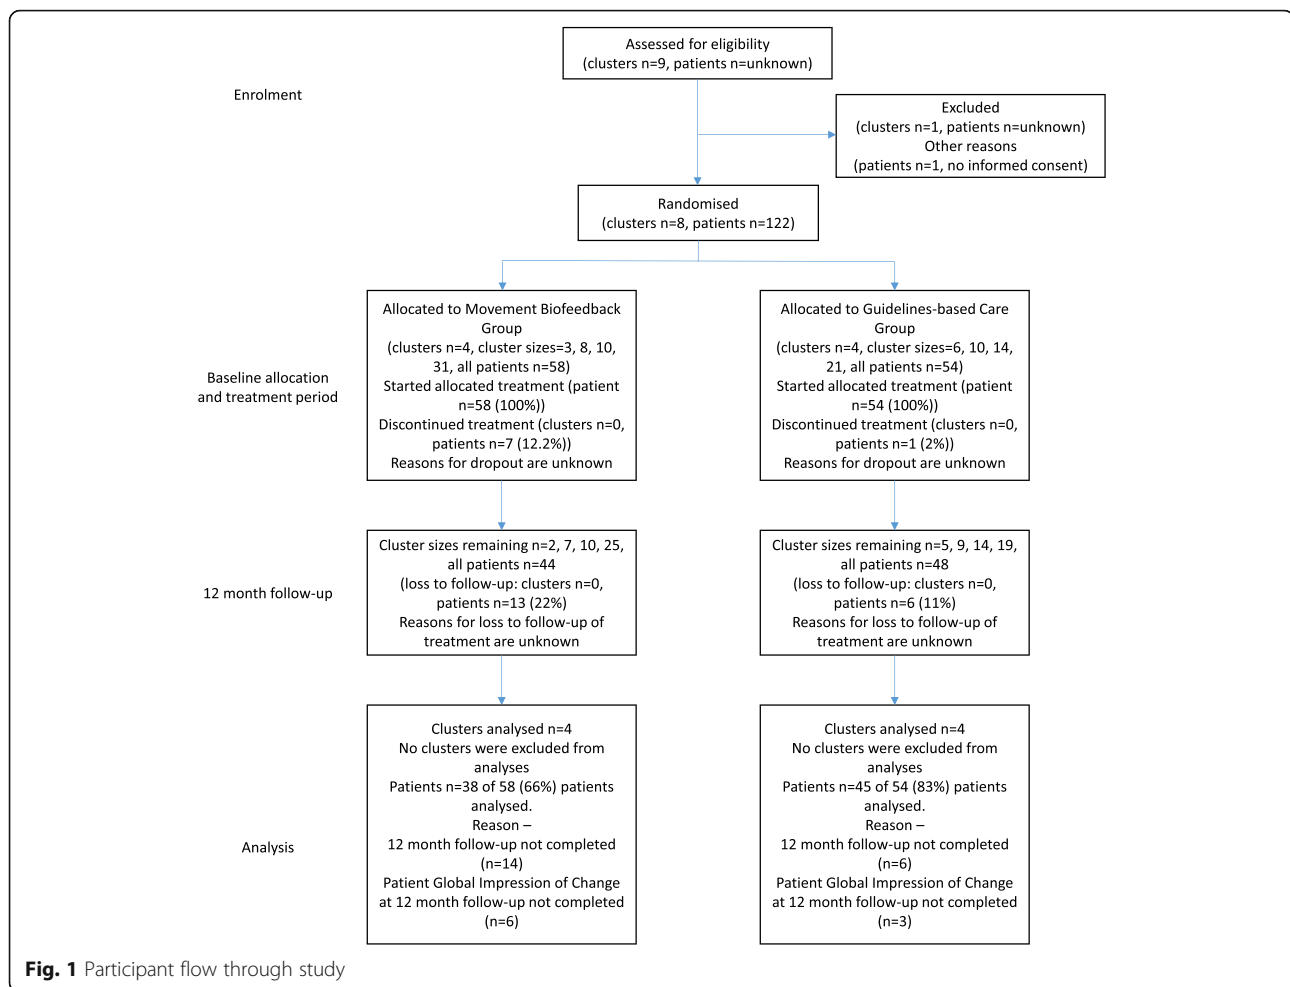 Assessed for eligibility
(clusters n=9, patients n=unknown)
Enrolment
Excluded
(clusters n=1, patients n=unknown)
Other reasons
(patients n=1, no informed consent)
Randomised
(clusters n=8, patients n=122)
Allocated to Movement Biofeedback
Group
(clusters n=4, cluster sizes=3, 8, 10,
31, all patients n=58)
Started allocated treatment (patient
n=58 (100%))
Discontinued treatment (clusters n=0,
patients n=7 (12.2%))
Reasons for dropout are unknown
Allocated to Guidelines-based Care
Group
(clusters n=4, cluster sizes=6, 10, 14,
21, all patients n=54)
Started allocated treatment (patient
n=54 (100%))
Discontinued treatment (clusters n=0,
patients n=1 (2%))
Reasons for dropout are unknown
Baseline allocation
and treatment period
Cluster sizes remaining n=2, 7, 10, 25,
all patients n=44
(loss to follow-up: clusters n=0,
patients n=13 (22%)
Reasons for loss to follow-up of
treatment are unknown
Cluster sizes remaining n=5, 9, 14, 19,
all patients n=48
(loss to follow-up: clusters n=0,
patients n=6 (11%)
Reasons for loss to follow-up of
treatment are unknown
12 month follow-up
Clusters analysed n=4
No clusters were excluded from
analyses
Patients n=38 of 58 (66%) patients
analysed.
Reason –
12 month follow-up not completed
(n=14)
Patient Global Impression of Change
at 12 month follow-up not completed
(n=6)
Clusters analysed n=4
No clusters were excluded from
analyses
Patients n=45 of 54 (83%) patients
analysed.
Reason –
12 month follow-up not completed
(n=6)
Patient Global Impression of Change
at 12 month follow-up not completed
(n=3)
Analysis
Fig. 1 Participant flow through study